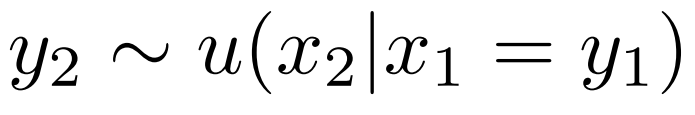 y₂ ∼ u(x₂|x₁ = y₁)